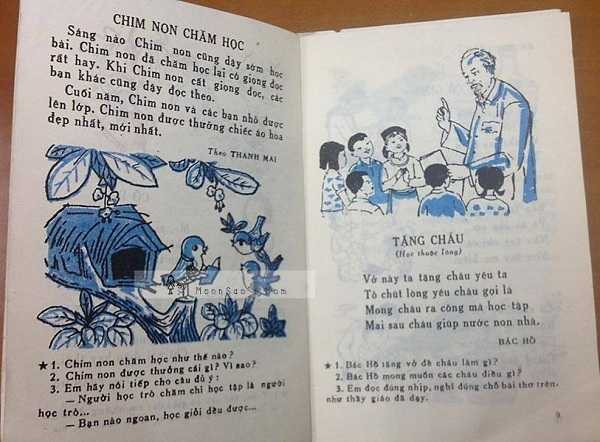 CHIM NON CHĂM HỌC
Sáng nào Chim non cũng dậy sớm học
bài. Chim non đã chăm học lại có giọng đọc
rất hay. Khi Chim non cất giọng đọc, các
bạn khác cũng dậy đọc theo.
Cuối năm, Chim non và các bạn nhỏ được
lên lớp. Chim non được thưởng chiếc áo hoa
đẹp nhất, mới nhất.
Theo THANH MAI
★ 1. Chim non chăm học như thế nào?
2. Chim non được thưởng cái gì? Vì sao?
3. Em hãy nói tiếp cho câu đủ ý:
— Người học trò chăm chỉ học tập là người
học trò...
— Bạn nào ngoan, học giỏi đều được...
TẶNG CHÁU
(Học thuộc lòng)
Vở này ta tặng cháu yêu ta
Tỏ chút lòng yêu cháu gọi là
Mong cháu ra công mà học tập
Mai sau cháu giúp nước non nhà.
BÁC HỒ
★ 1. Bác Hồ tặng vở để cháu làm gì?
2. Bác Hồ mong muốn các cháu điều gì?
3. Em đọc đúng nhịp, nghỉ đúng chỗ bài thơ trên,
như thầy giáo đã dạy.
9